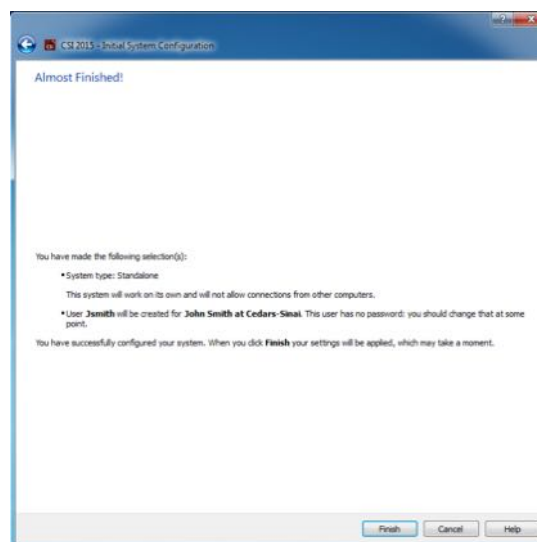 CSI 2015 - Initial System Configuration
Almost Finished!
You have made the following selection(s):
▪ System type: Standalone
This system will work on its own and will not allow connections from other computers.
▪ User Jsmith will be created for John Smith at Cedars-Sinai. This user has no password: you should change that at some
point.
You have successfully configured your system. When you click Finish your settings will be applied, which may take a moment.
Finish Cancel Help